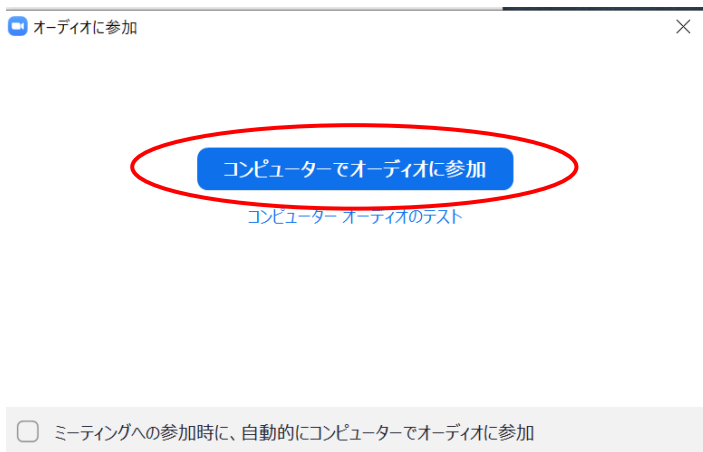 オーディオに参加
コンピューターでオーディオに参加
コンピューター オーディオのテスト
ミーティングへの参加時に、自動的にコンピューターでオーディオに参加